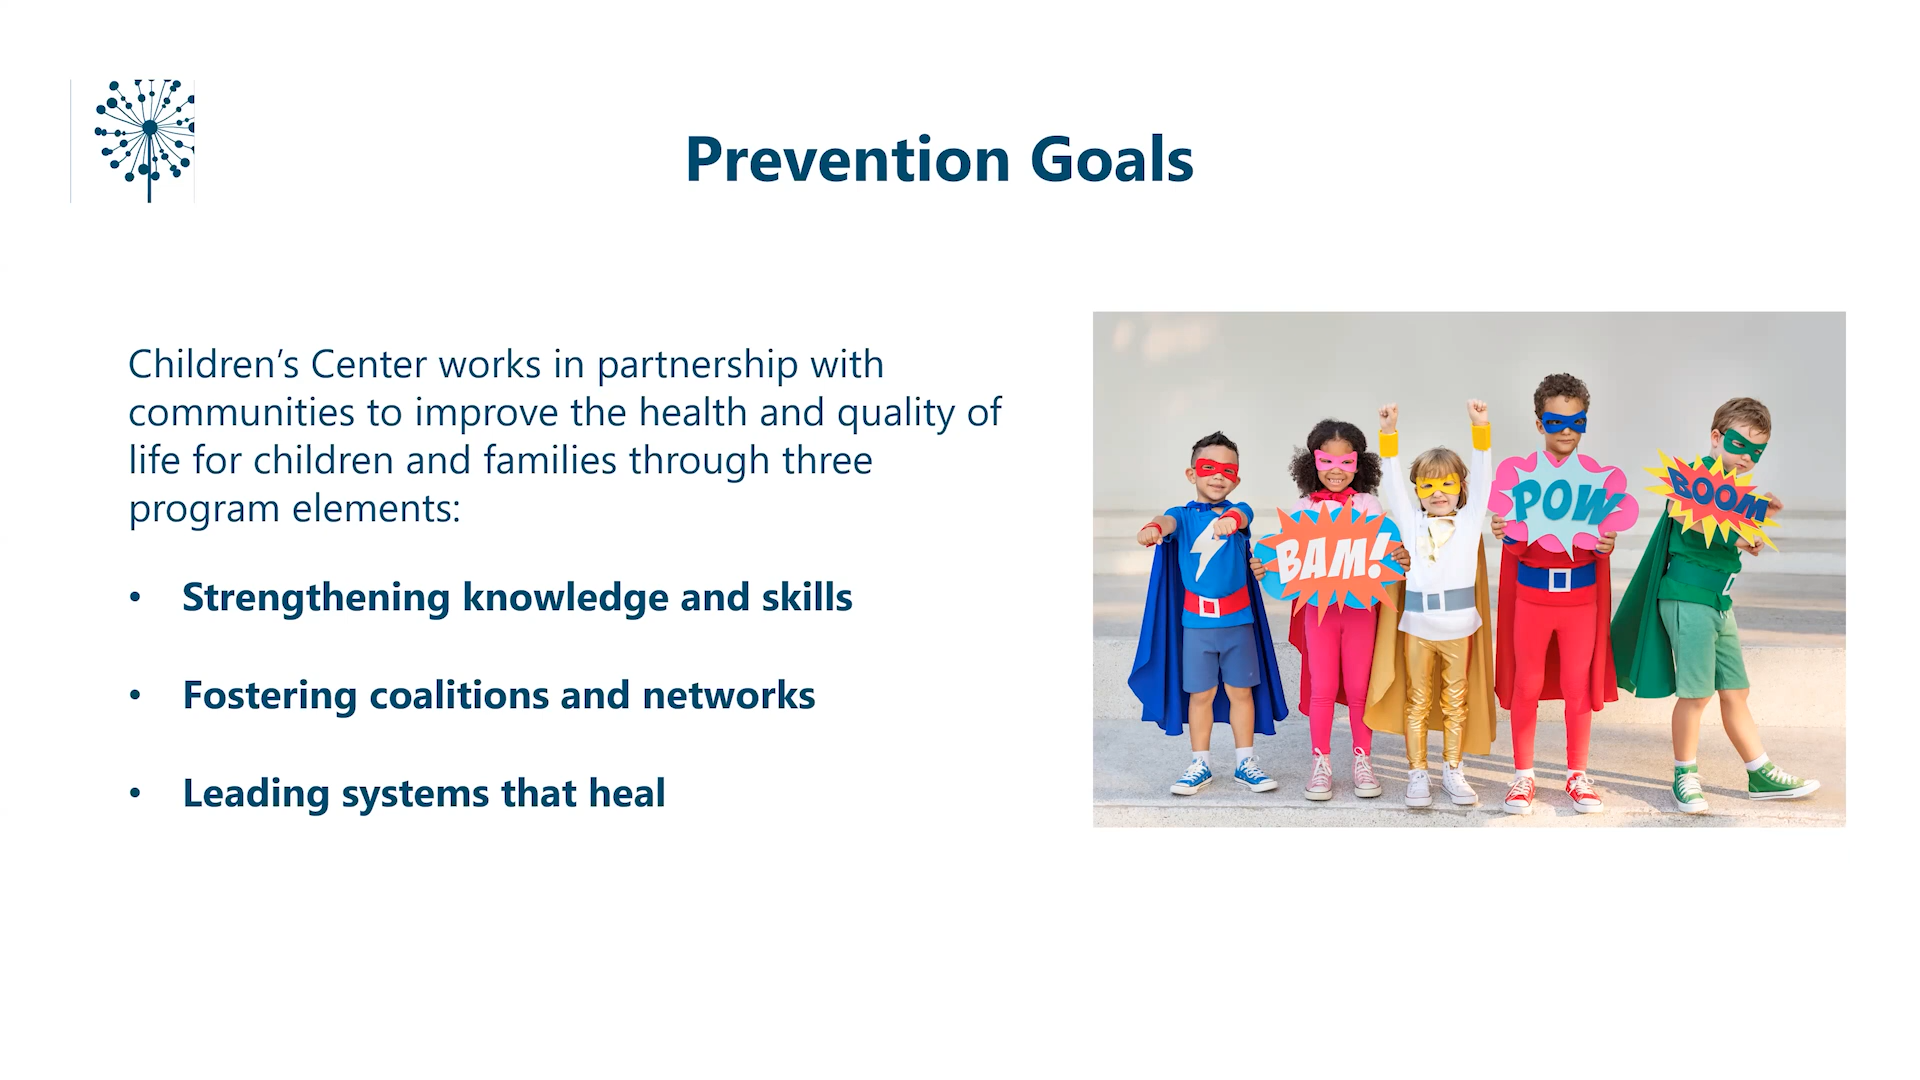 Prevention Goals
Children’s Center works in partnership with
communities to improve the health and quality of
life for children and families through three
program elements:
• Strengthening knowledge and skills
• Fostering coalitions and networks
• Leading systems that heal
BAM!
POW
BOOM